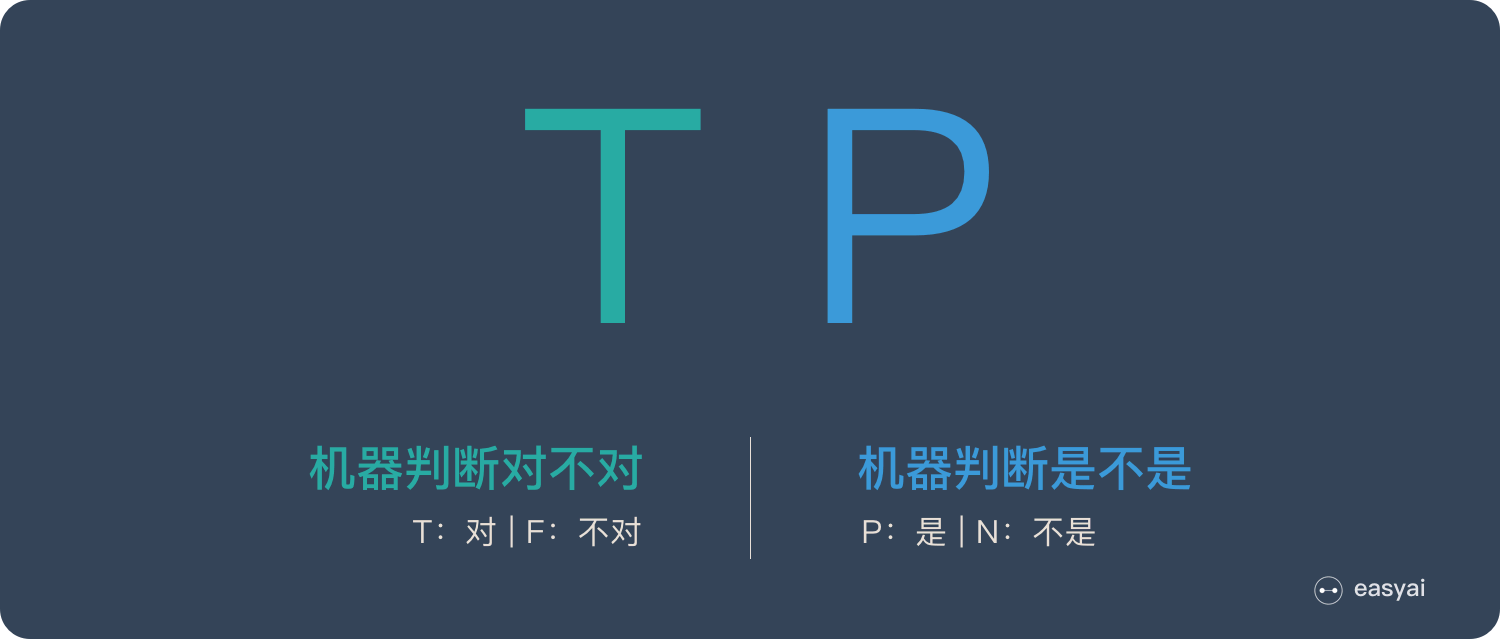 T P
机器判断对不对
T：对 | F：不对
机器判断是不是
P：是 | N：不是
easyai